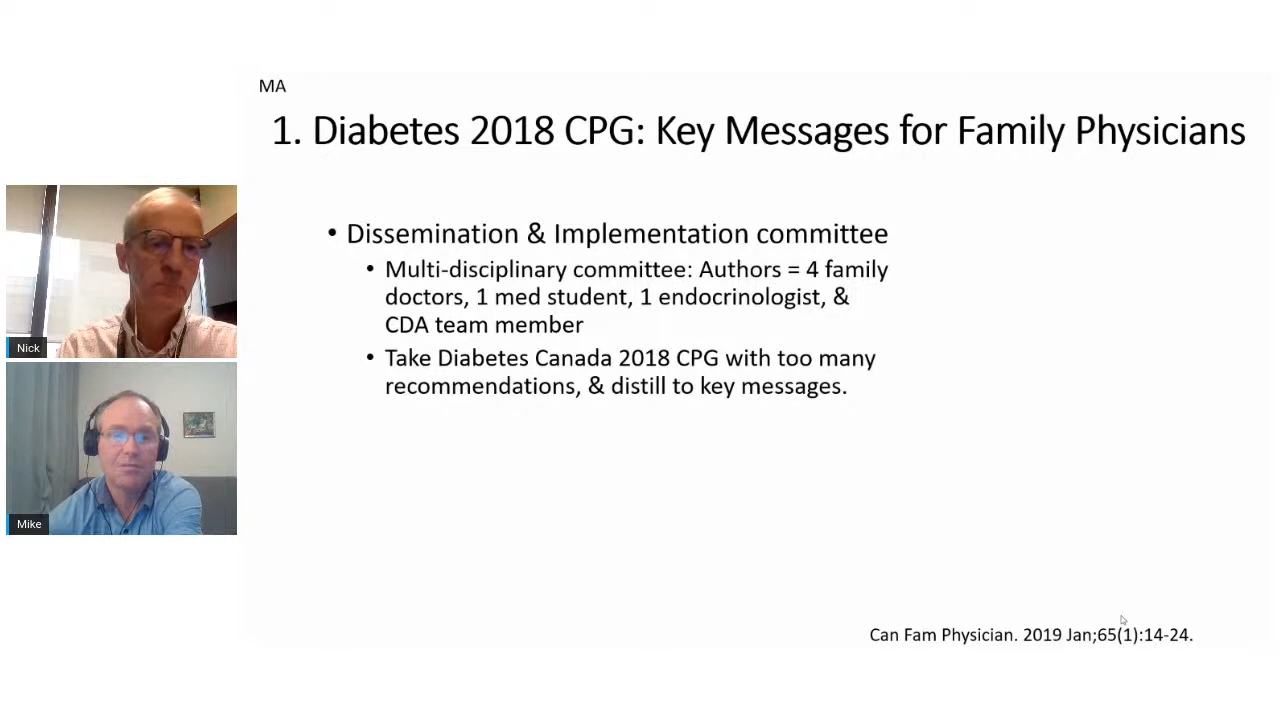 MA
1. Diabetes 2018 CPG: Key Messages for Family Physicians
• Dissemination & Implementation committee
• Multi-disciplinary committee: Authors = 4 family
doctors, 1 med student, 1 endocrinologist, &
CDA team member
• Take Diabetes Canada 2018 CPG with too many
recommendations, & distill to key messages.
Nick
Mike
Can Fam Physician. 2019 Jan;65(1):14-24.